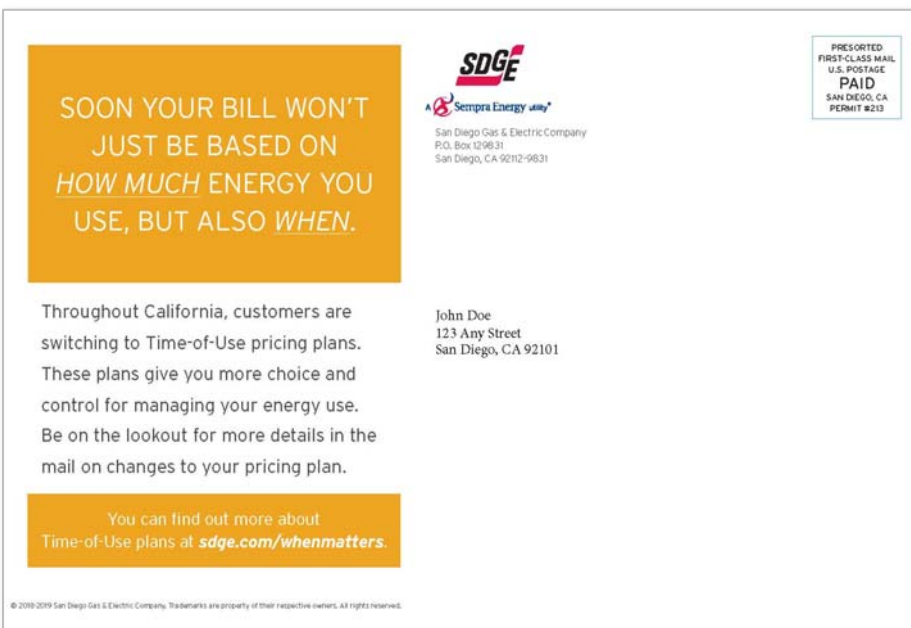 SOON YOUR BILL WON'T
JUST BE BASED ON
HOW MUCH ENERGY YOU
USE, BUT ALSO WHEN.
Throughout California, customers are
switching to Time-of-Use pricing plans.
These plans give you more choice and
control for managing your energy use.
Be on the lookout for more details in the
mail on changes to your pricing plan.
You can find out more about
Time-of-Use plans at sdge.com/whenmatters.
© 2018-2019 San Diego Gas & Electric Company. Trademarks are property of their respective owners. All rights reserved.
SDGE
A Sempra Energy utility®
San Diego Gas & Electric Company
P.O. Box 129831
San Diego, CA 92112-9831
John Doe
123 Any Street
San Diego, CA 92101
PRESORTED
FIRST-CLASS MAIL
U.S. POSTAGE
PAID
SAN DIEGO, CA
PERMIT #213